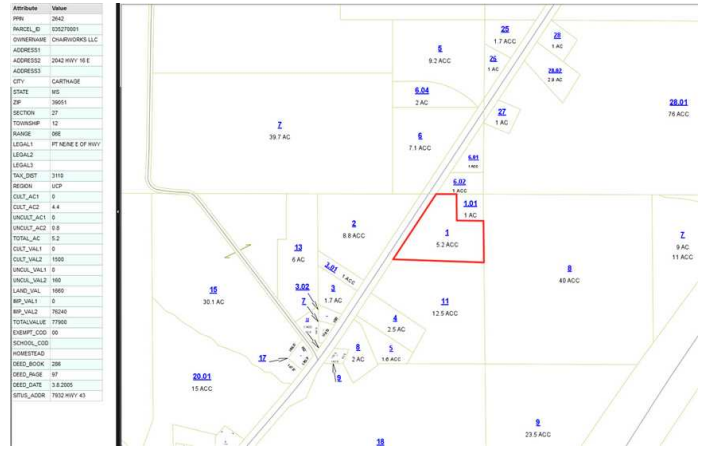 Attribute Value
PPIN 2642
PARCEL_ID 035270001
OWNERNAME CHAIRWORKS LLC
ADDRESS1
ADDRESS2 2042 HWY 16 E
ADDRESS3
CITY CARTHAGE
STATE MS
ZIP 39051
SECTION 27
TOWNSHIP 12
RANGE 06E
LEGAL1 PT NE/NE E OF HWY
LEGAL2
LEGAL3
TAX_DIST 3110
REGION UCP
CULT_AC1 0
CULT_AC2 4.4
UNCULT_AC1 0
UNCULT_AC2 0.8
TOTAL_AC 5.2
CULT_VAL1 0
CULT_VAL2 1500
UNCUL_VAL1 0
UNCUL_VAL2 160
LAND_VAL 1660
IMP_VAL1 0
IMP_VAL2 76240
TOTALVALUE 77900
EXEMPT_COD 00
SCHOOL_COD
HOMESTEAD
DEED_BOOK 206
DEED_PAGE 97
DEED_DATE 3.8.2005
SITUS_ADDR 7932 HWY 43
25
1.7 ACC
28
1 AC
5
9.2 ACC
26
1 AC
28.02
2.8 AC
6.04
2 AC
28.01
76 ACC
27
1 AC
7
39.7 AC
6
7.1 ACC
6.01
6.02
1 ACC
1.01
1 AC
2
8.8 ACC
1
5.2 ACC
7
9 AC
11 ACC
13
6 AC
3.01
1 ACC
8
40 ACC
15
30.1 AC
3.02
3
1.7 AC
7
11
12.5 ACC
4
2.5 AC
17
8
2 AC
5
1.6 ACC
9
20.01
15 ACC
9
23.5 ACC
18